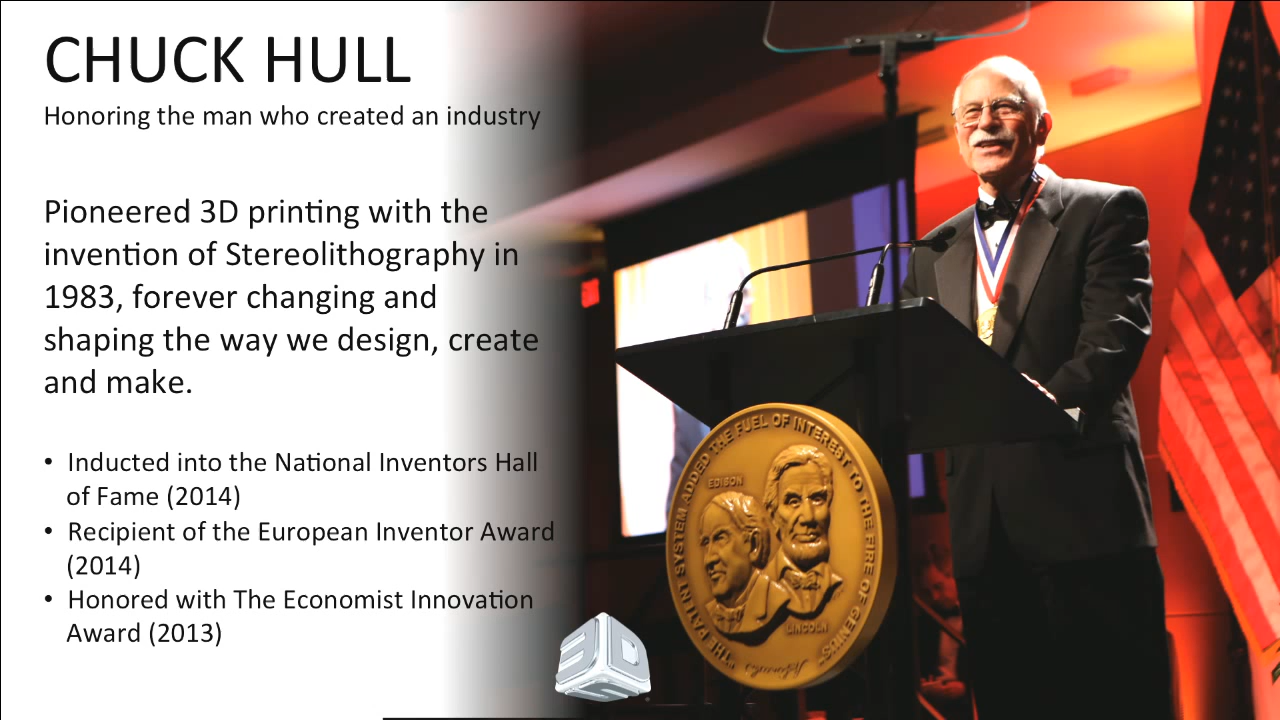 CHUCK HULL
Honoring the man who created an industry
Pioneered 3D printing with the
invention of Stereolithography in
1983, forever changing and
shaping the way we design, create
and make.
• Inducted into the National Inventors Hall
of Fame (2014)
• Recipient of the European Inventor Award
(2014)
• Honored with The Economist Innovation
Award (2013)
"THE PATENT SYSTEM ADDED THE FUEL OF INTEREST TO THE FIRE OF GENIUS"
EDISON
LINCOLN
3D